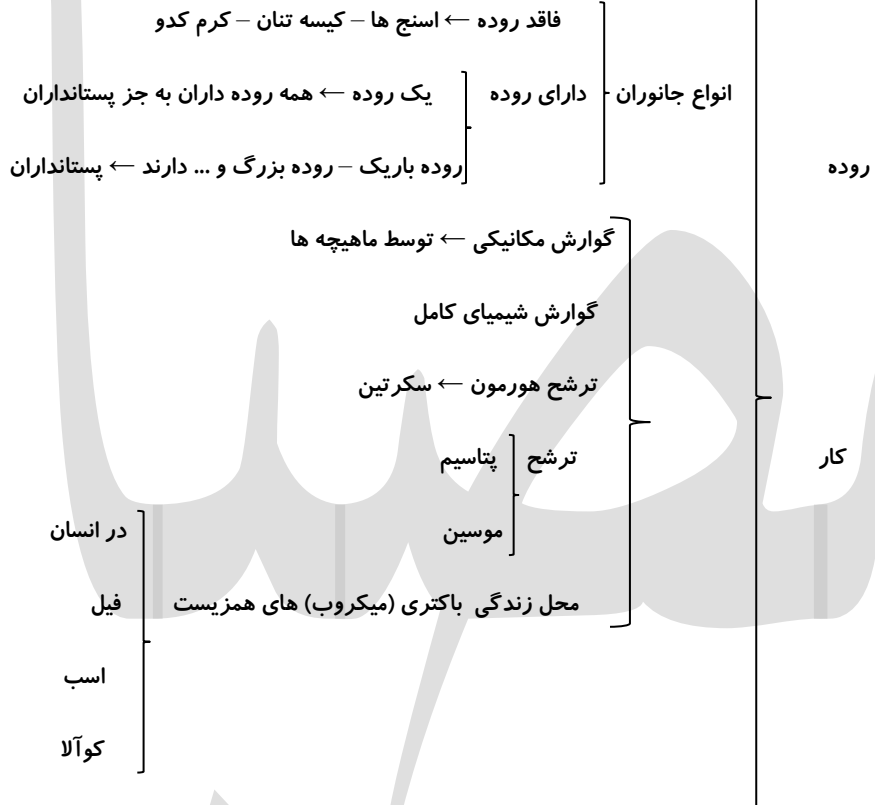 فاقد روده ← اسنج ها – کیسه تنان – کرم کدو
انواع جانوران دارای روده یک روده ← همه روده داران به جز پستانداران
روده روده باریک – روده بزرگ و ... دارند ← پستانداران
گوارش مکانیکی ← توسط ماهیچه ها
گوارش شیمیای کامل
ترشح هورمون ← سکرتین
کار ترشح پتاسیم
موسین در انسان
محل زندگی باکتری (میکروب) های همزیست فیل
اسب
کوآلا